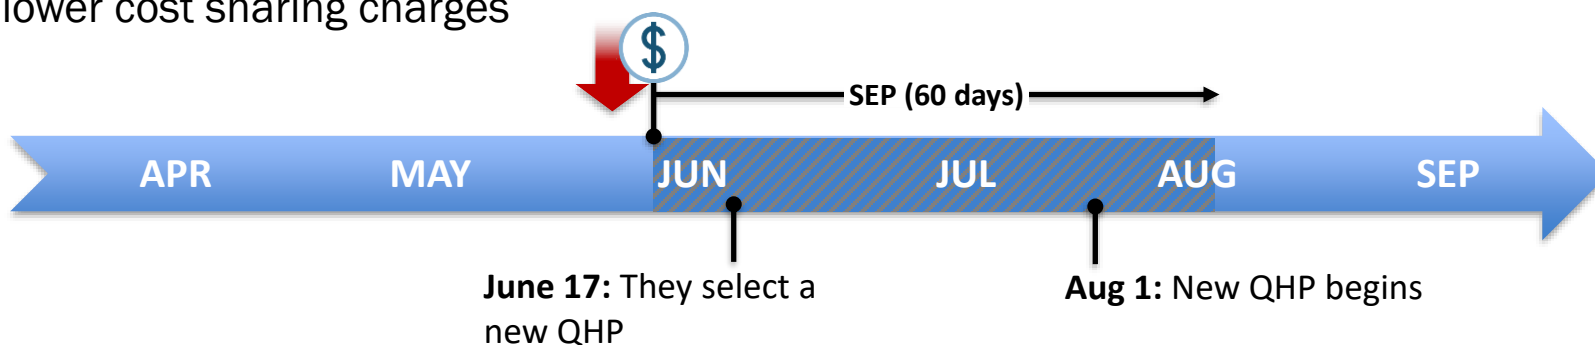 lower cost sharing charges
$
SEP (60 days)
APR MAY JUN JUL AUG SEP
June 17: They select a
new QHP
Aug 1: New QHP begins